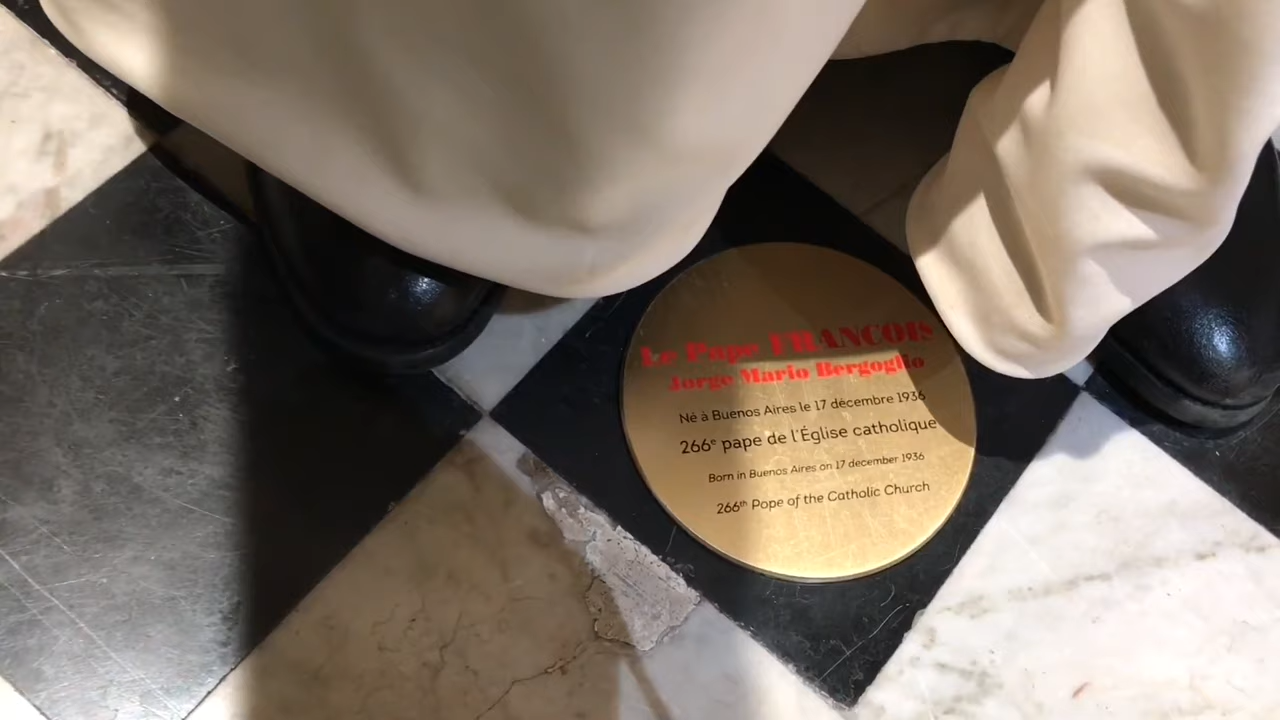 Le Pape FRANCOIS
Jorge Mario Bergoglio
Né à Buenos Aires le 17 décembre 1936
266e pape de l'Église catholique
Born in Buenos Aires on 17 december 1936
266th Pope of the Catholic Church